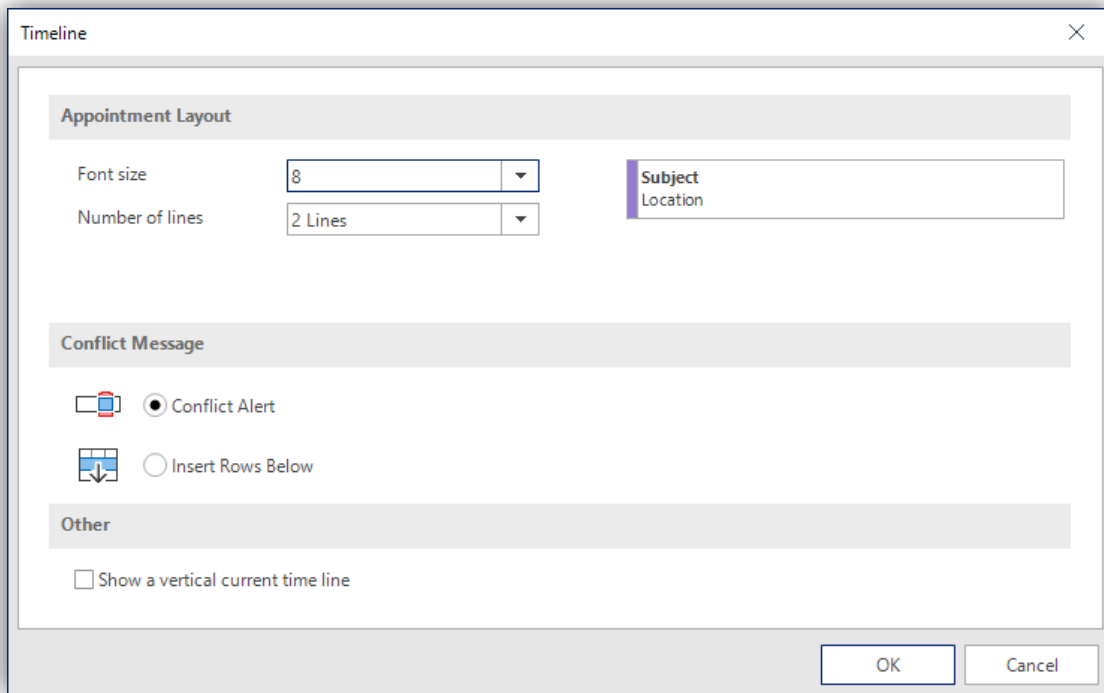 Timeline
Appointment Layout
Font size
8
Subject
Location
Number of lines
2 Lines
Conflict Message
Conflict Alert
Insert Rows Below
Other
Show a vertical current time line
OK
Cancel